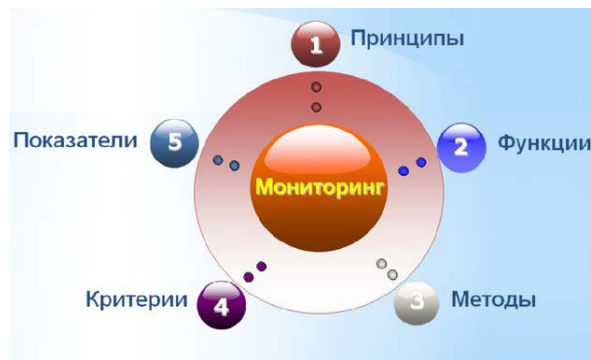 1 Принципы
2 Функции
3 Методы
4 Критерии
5 Показатели
Мониторинг